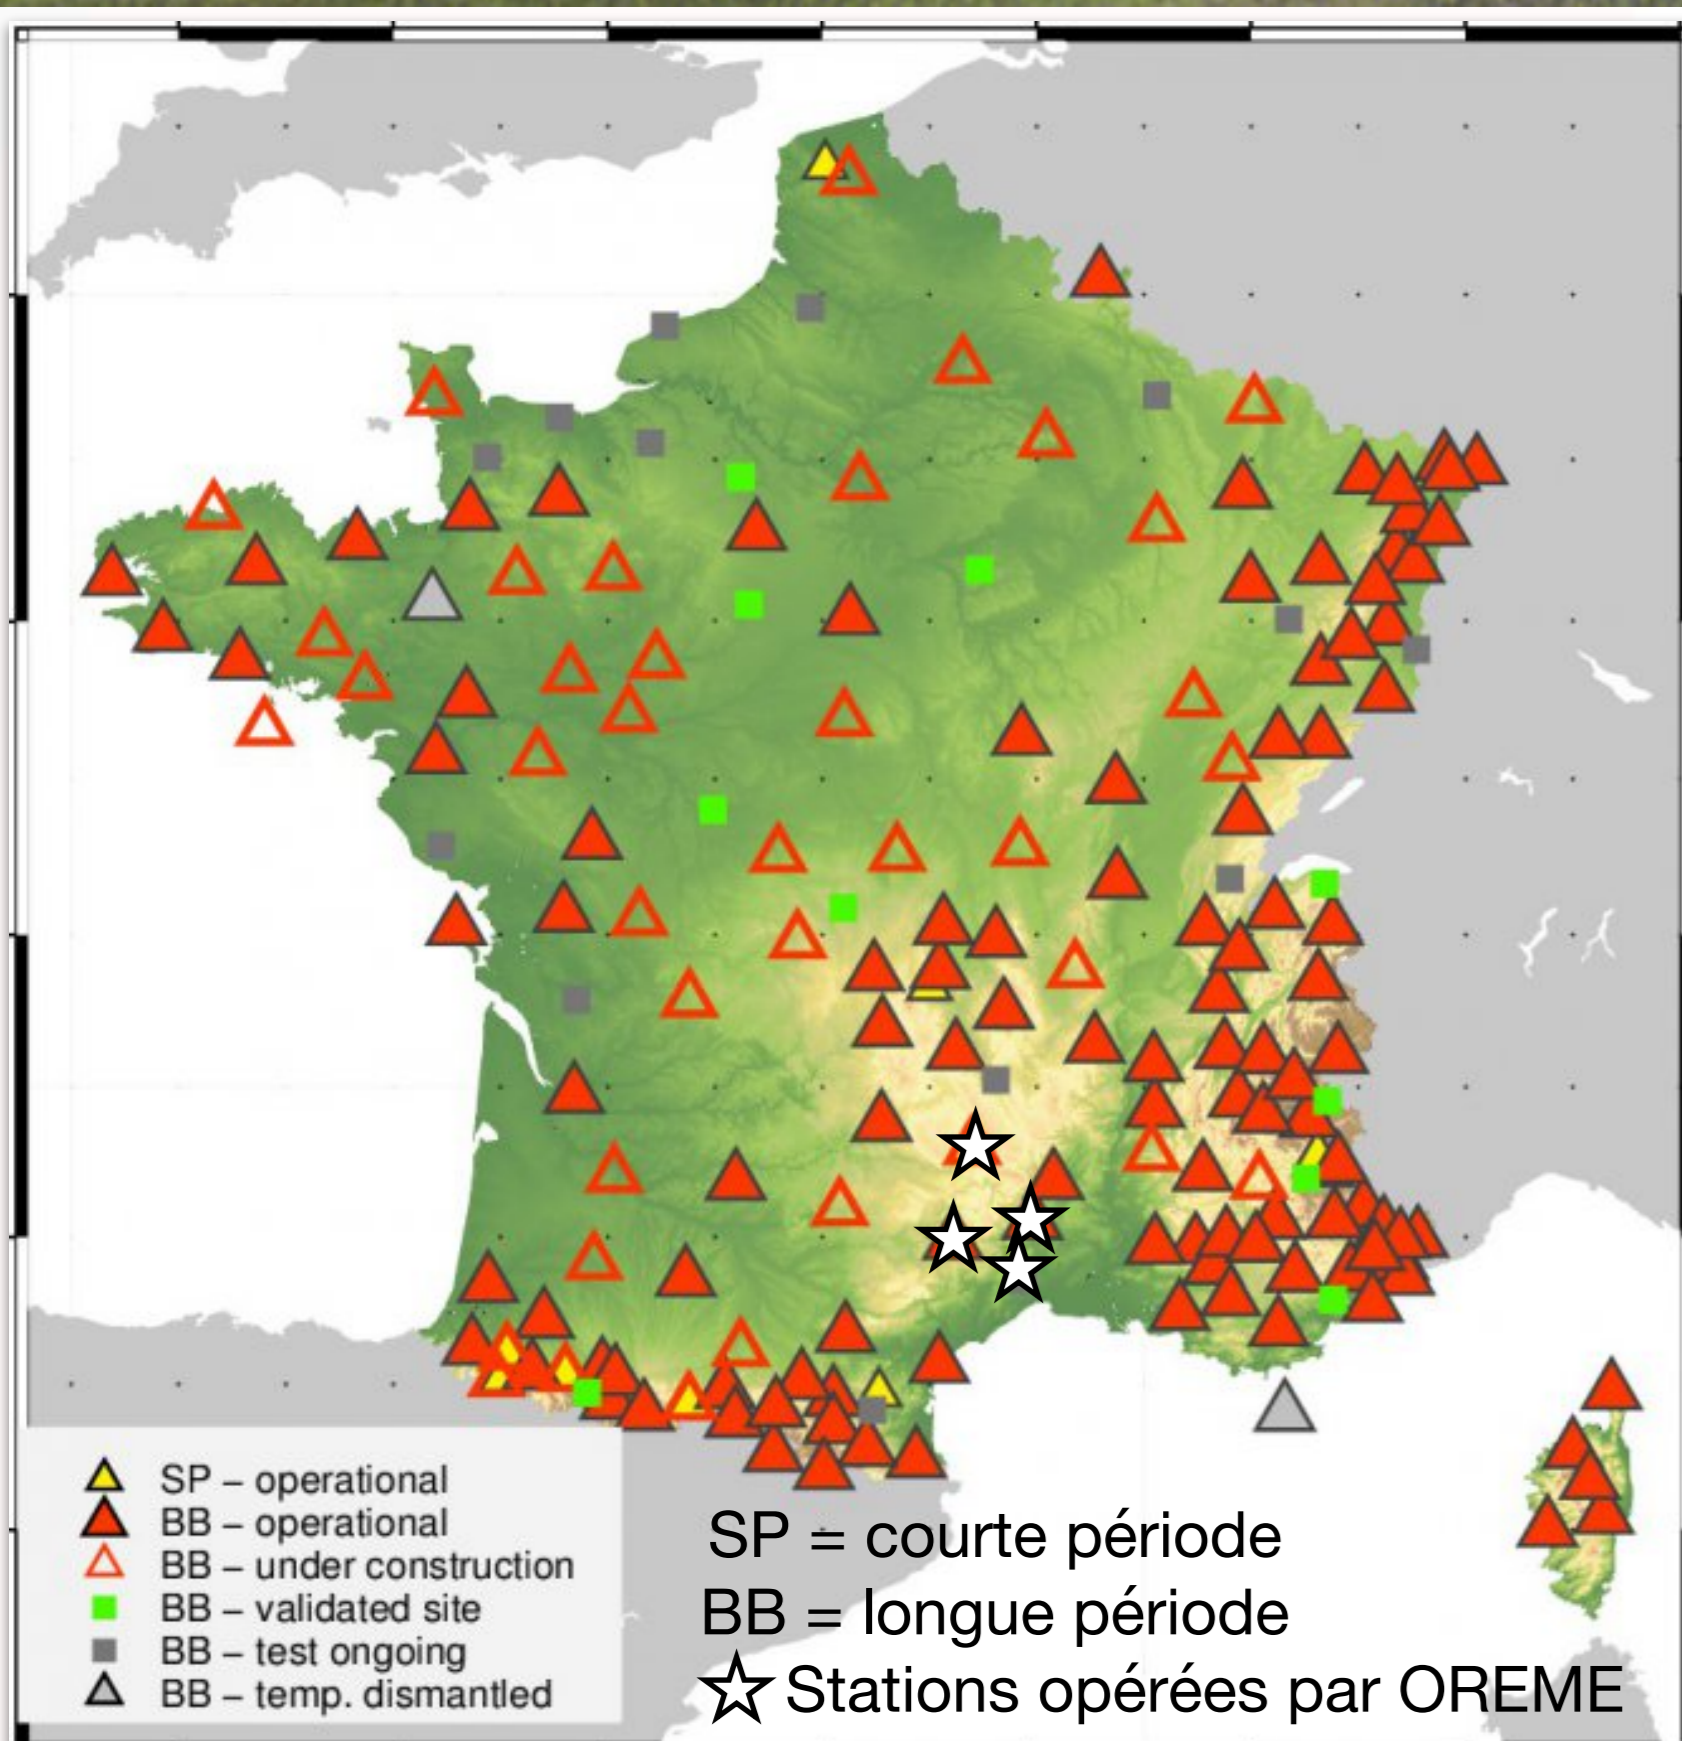 SP – operational
BB – operational
BB – under construction
BB – validated site
BB – test ongoing
BB – temp. dismantled
SP = courte période
BB = longue période
Stations opérées par OREME